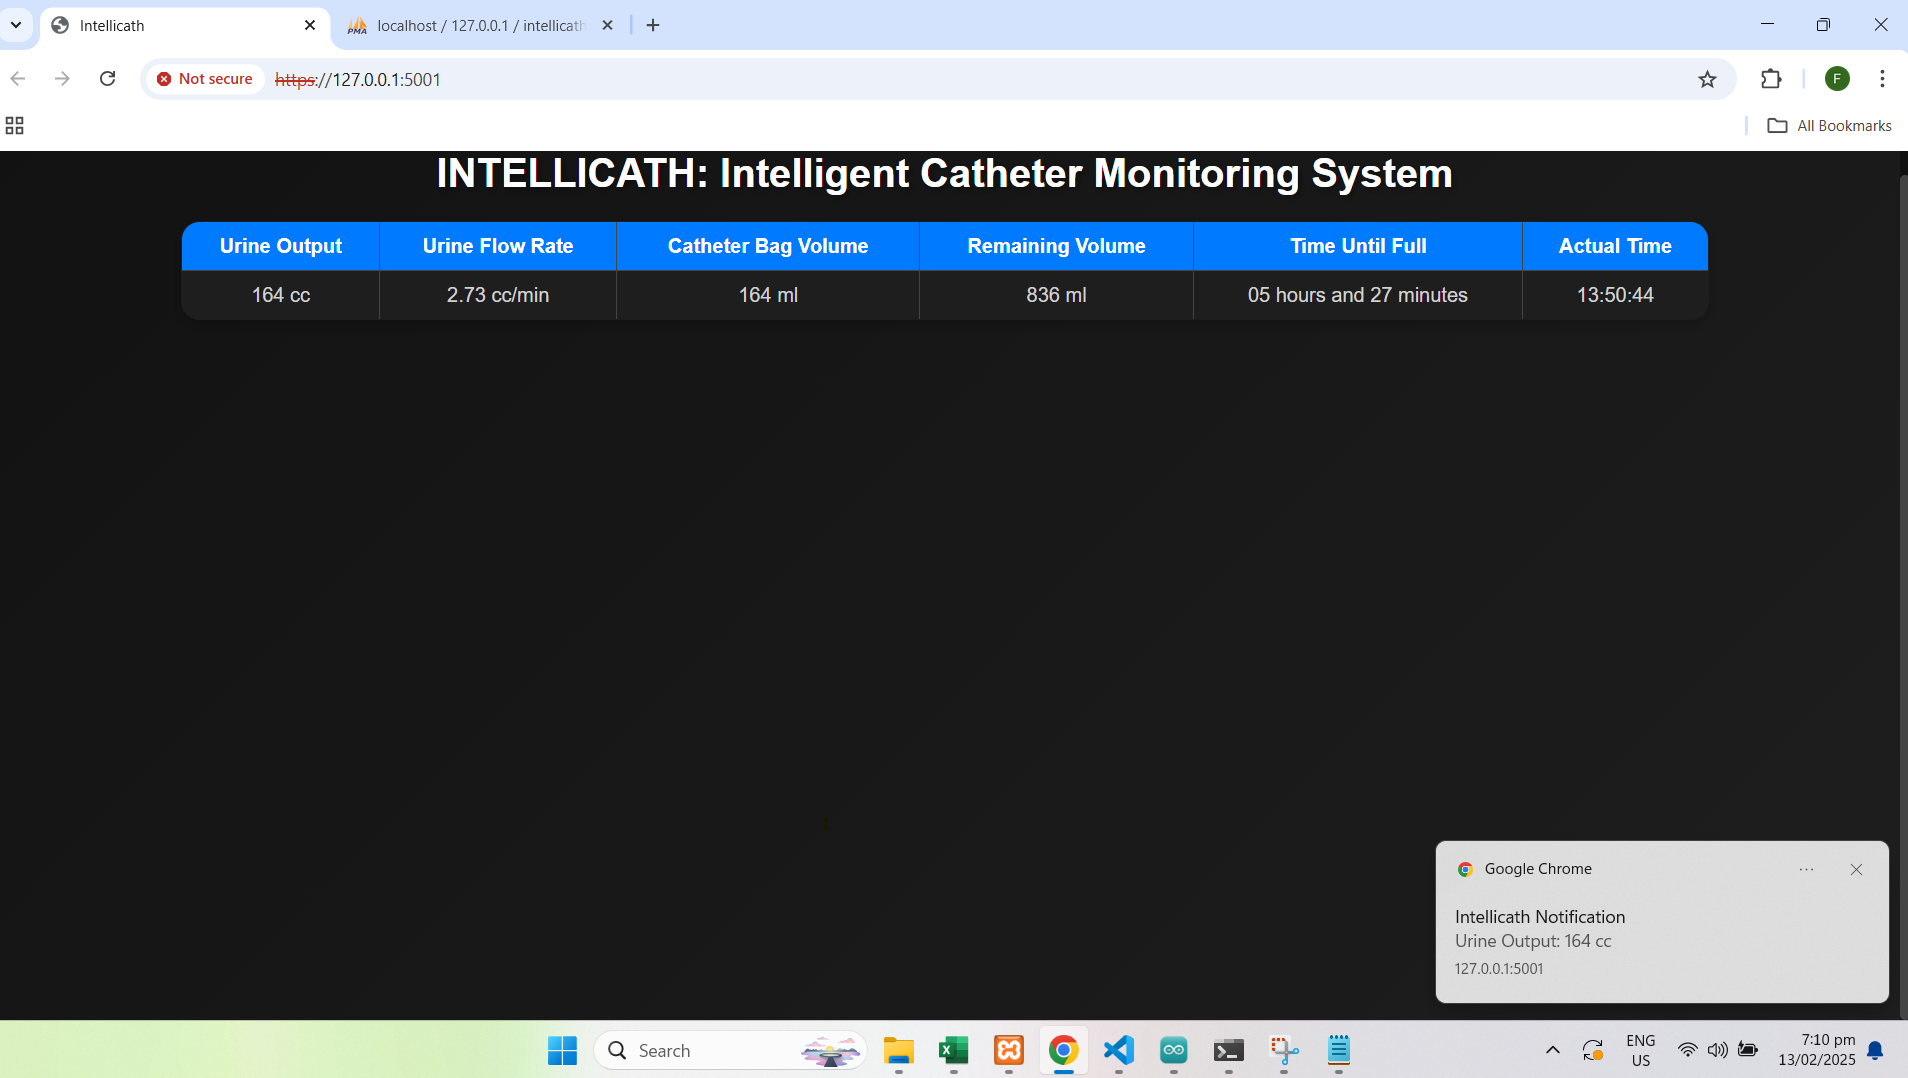 Intellicath
localhost / 127.0.0.1 / intellicath
Not secure
https://127.0.0.1:5001
F
All Bookmarks
INTELLICATH: Intelligent Catheter Monitoring System
Urine Output Urine Flow Rate Catheter Bag Volume Remaining Volume Time Until Full Actual Time
164 cc 2.73 cc/min 164 ml 836 ml 05 hours and 27 minutes 13:50:44
Google Chrome
Intellicath Notification
Urine Output: 164 cc
127.0.0.1:5001
Search
ENG
US
7:10 pm
13/02/2025